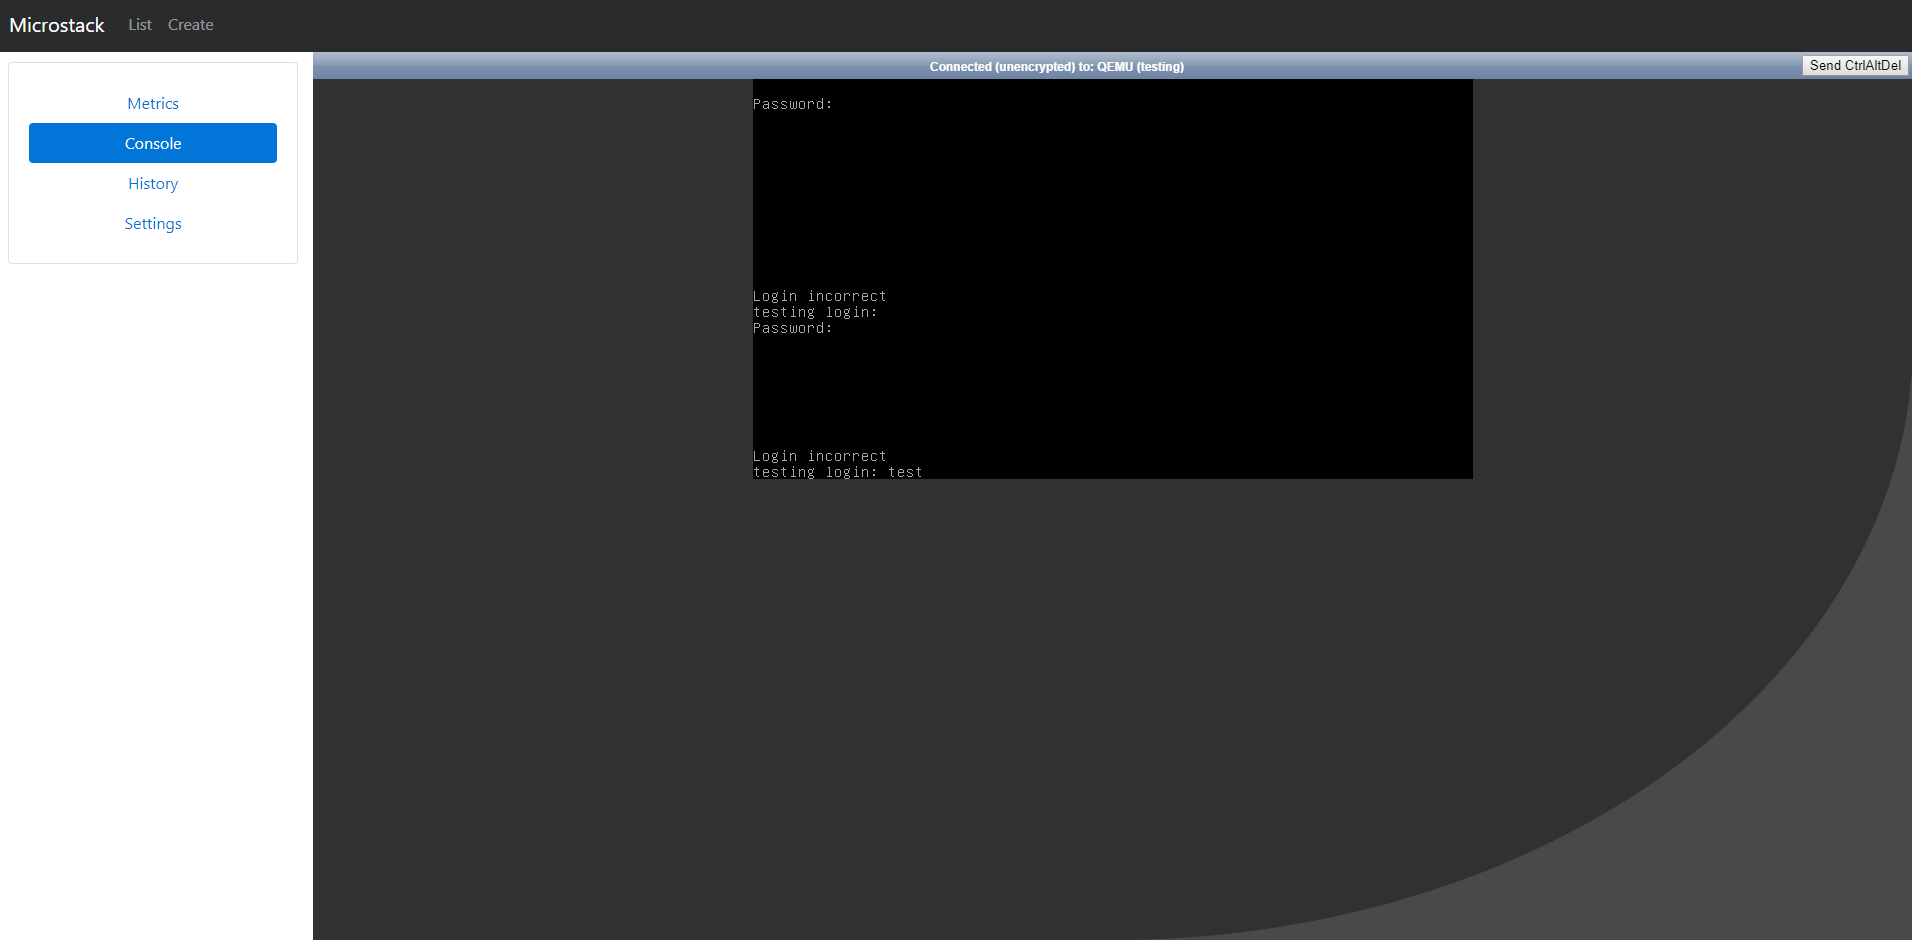 Microstack List Create
Metrics
Console
History
Settings
Connected (unencrypted) to: QEMU (testing)
Send CtrlAltDel
Password:
Login incorrect
testing login:
Password:
Login incorrect
testing login: test